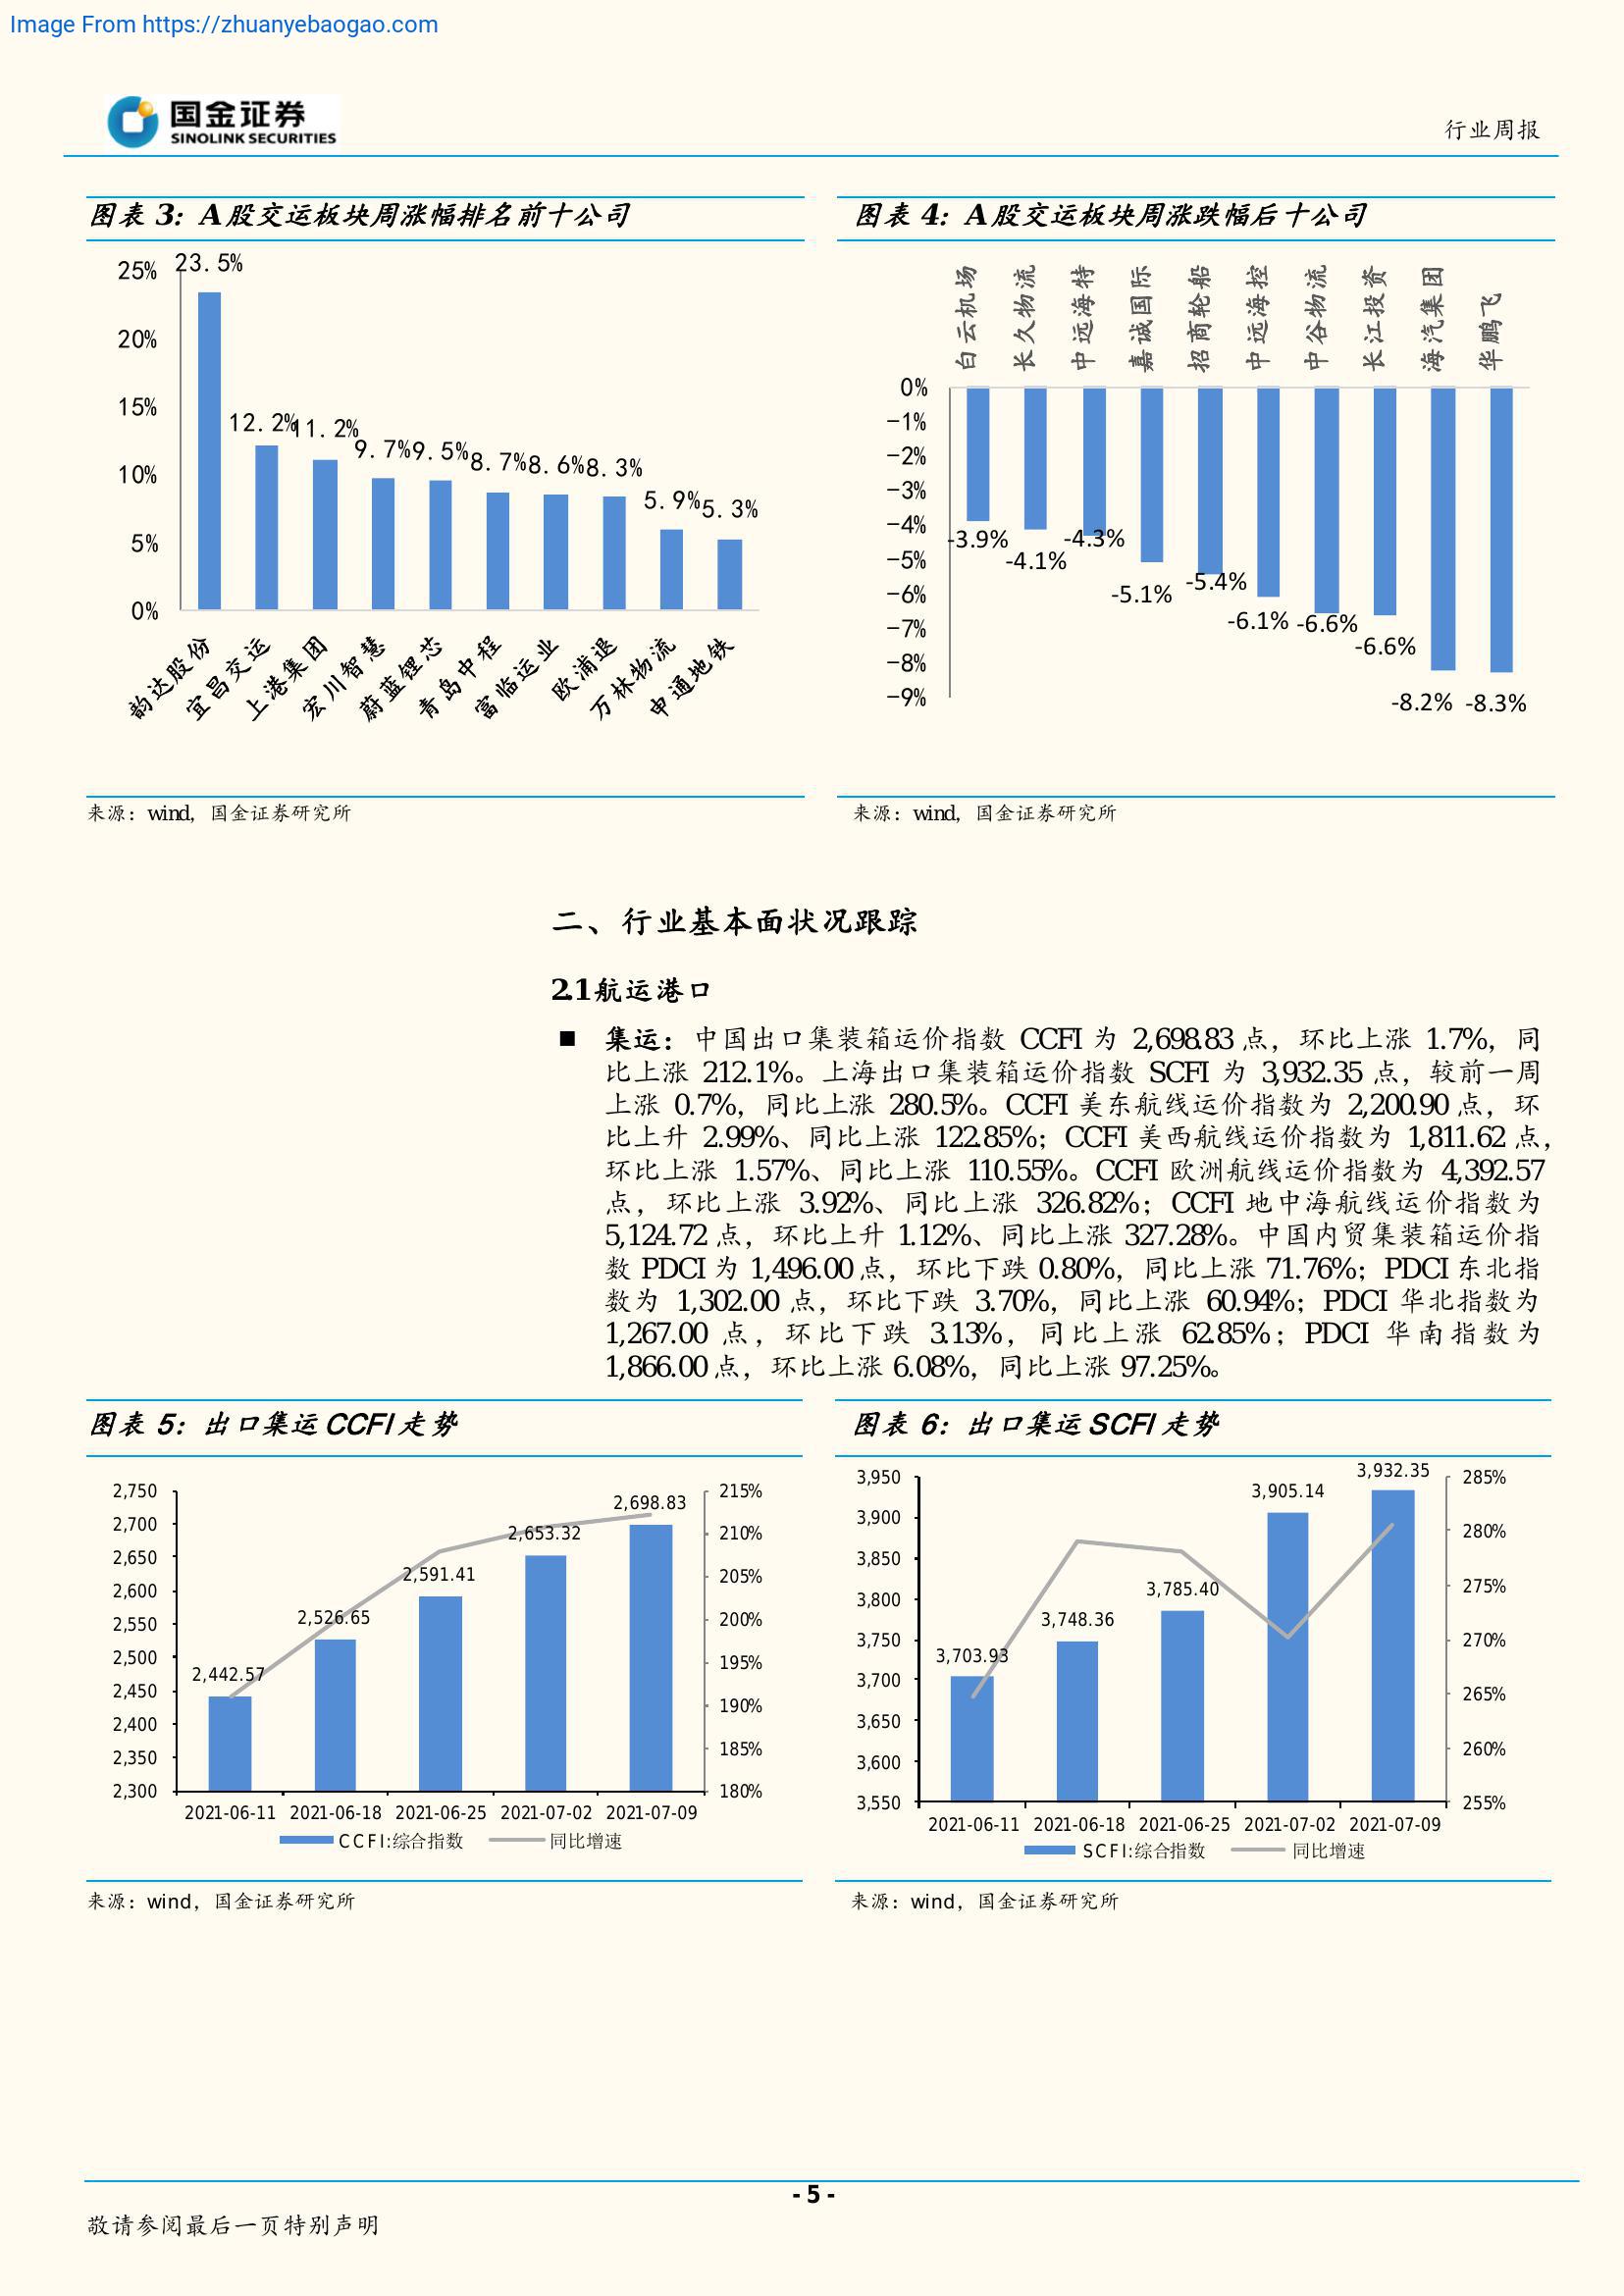 Image From https://zhuanyebaogao.com
国金证券
SINOLINK SECURITIES
行业周报
图表 3：A 股交运板块周涨幅排名前十公司
25%
20%
15%
10%
5%
0%
23.5%
12.2%
11.2%
9.7%
9.5%
8.7%
8.6%
8.3%
5.9%
5.3%
韵达股份
宜昌交运
上港集团
宏川智慧
蔚蓝锂芯
青岛中程
富临运业
欧浦退
万林物流
申通地铁
来源：wind，国金证券研究所
图表 4：A 股交运板块周涨跌幅后十公司
白云机场
长久物流
中远海特
嘉诚国际
招商轮船
中远海控
中谷物流
长江投资
海汽集团
华鹏飞
0%
-1%
-2%
-3%
-4%
-5%
-6%
-7%
-8%
-9%
-3.9%
-4.1%
-4.3%
-5.1%
-5.4%
-6.1%
-6.6%
-6.6%
-8.2%
-8.3%
来源：wind，国金证券研究所
二、行业基本面状况跟踪
2.1航运港口
■ 集运：中国出口集装箱运价指数 CCFI 为 2,698.83 点，环比上涨 1.7%，同
比上涨 212.1%。上海出口集装箱运价指数 SCFI 为 3,932.35 点，较前一周
上涨 0.7%，同比上涨 280.5%。CCFI 美东航线运价指数为 2,200.90 点，环
比上升 2.99%、同比上涨 122.85%；CCFI 美西航线运价指数为 1,811.62 点，
环比上涨 1.57%、同比上涨 110.55%。CCFI 欧洲航线运价指数为 4,392.57
点，环比上涨 3.92%、同比上涨 326.82%；CCFI 地中海航线运价指数为
5,124.72 点，环比上升 1.12%、同比上涨 327.28%。中国内贸集装箱运价指
数 PDCI 为 1,496.00 点，环比下跌 0.80%，同比上涨 71.76%；PDCI 东北指
数为 1,302.00 点，环比下跌 3.70%，同比上涨 60.94%；PDCI 华北指数为
1,267.00 点，环比下跌 3.13%，同比上涨 62.85%；PDCI 华南指数为
1,866.00 点，环比上涨 6.08%，同比上涨 97.25%。
图表 5：出口集运 CCFI 走势
2,750
2,700
2,650
2,600
2,550
2,500
2,450
2,400
2,350
2,300
2,442.57
2,526.65
2,591.41
2,653.32
2,698.83
215%
210%
205%
200%
195%
190%
185%
180%
2021-06-11 2021-06-18 2021-06-25 2021-07-02 2021-07-09
CCFI:综合指数 同比增速
来源：wind，国金证券研究所
图表 6：出口集运 SCFI 走势
3,950
3,900
3,850
3,800
3,750
3,700
3,650
3,600
3,550
3,703.93
3,748.36
3,785.40
3,905.14
3,932.35
285%
280%
275%
270%
265%
260%
255%
2021-06-11 2021-06-18 2021-06-25 2021-07-02 2021-07-09
SCFI:综合指数 同比增速
来源：wind，国金证券研究所
- 5 -
敬请参阅最后一页特别声明